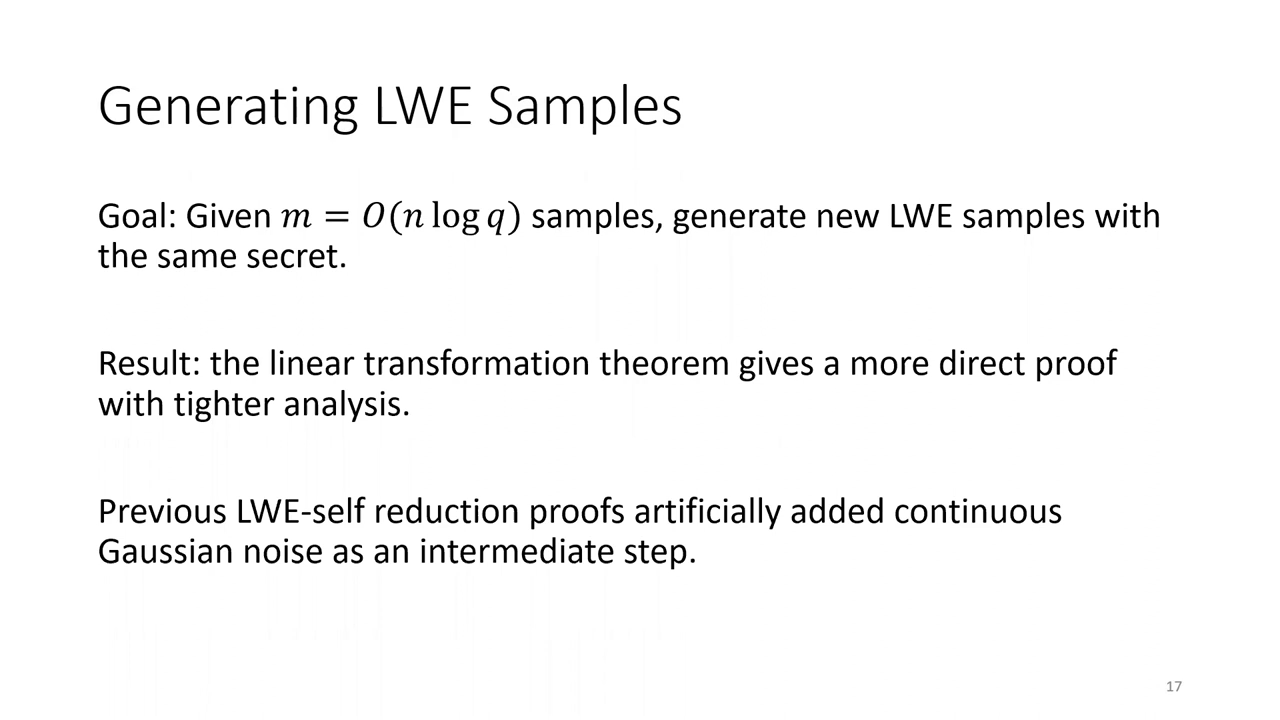 Generating LWE Samples
Goal: Given 𝑚 = 𝑂(𝑛 log 𝑞) samples, generate new LWE samples with
the same secret.
Result: the linear transformation theorem gives a more direct proof
with tighter analysis.
Previous LWE-self reduction proofs artificially added continuous
Gaussian noise as an intermediate step.
17